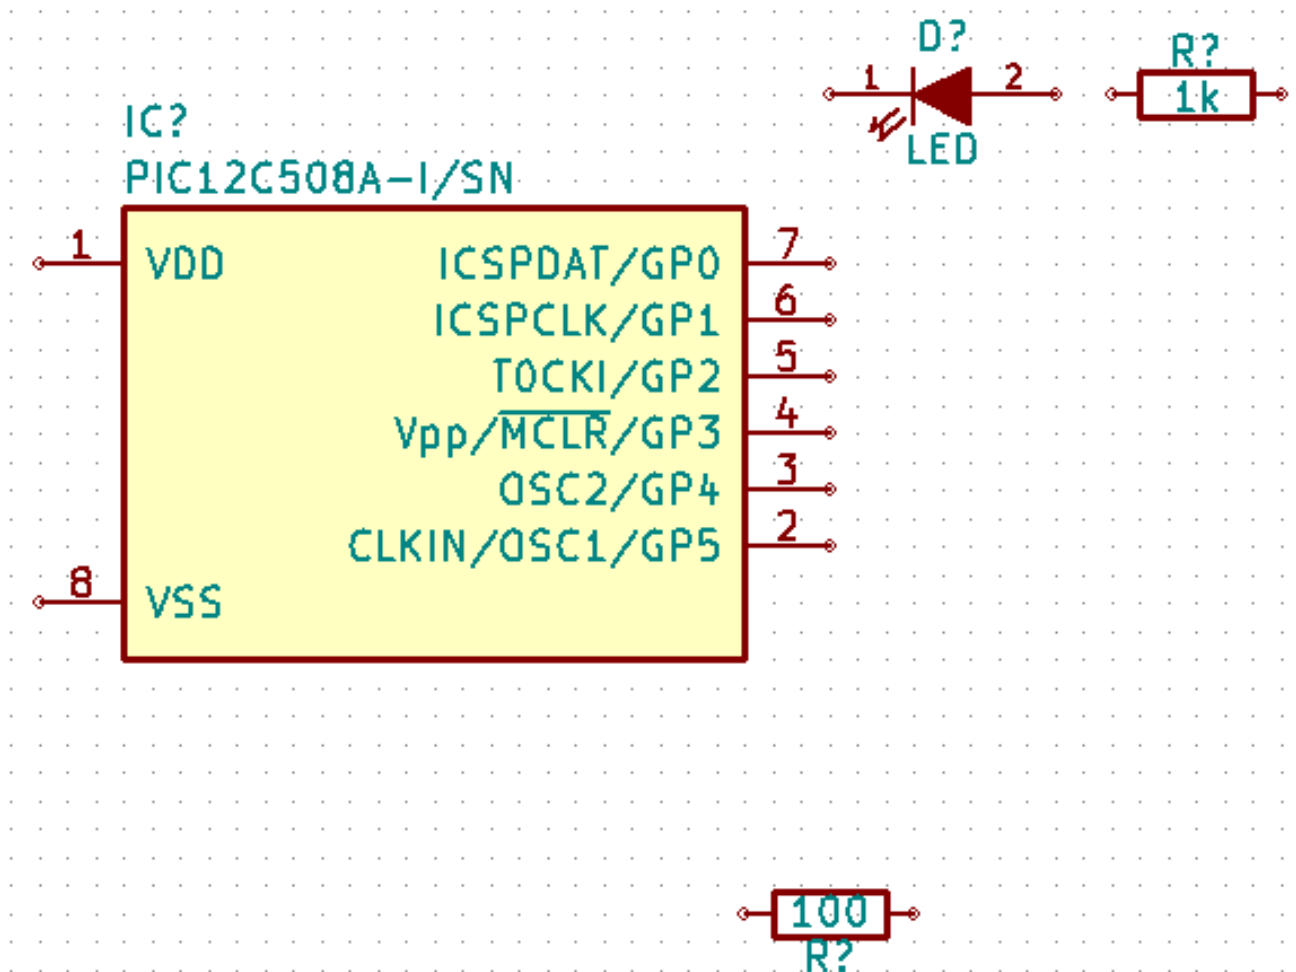 D?
1 2
LED
R?
1k
IC?
PIC12C508A-I/SN
1 VDD
ICSPDAT/GP0 7
ICSPCLK/GP1 6
T0CKI/GP2 5
Vpp/MCLR/GP3 4
OSC2/GP4 3
CLKIN/OSC1/GP5 2
8 VSS
100
R?